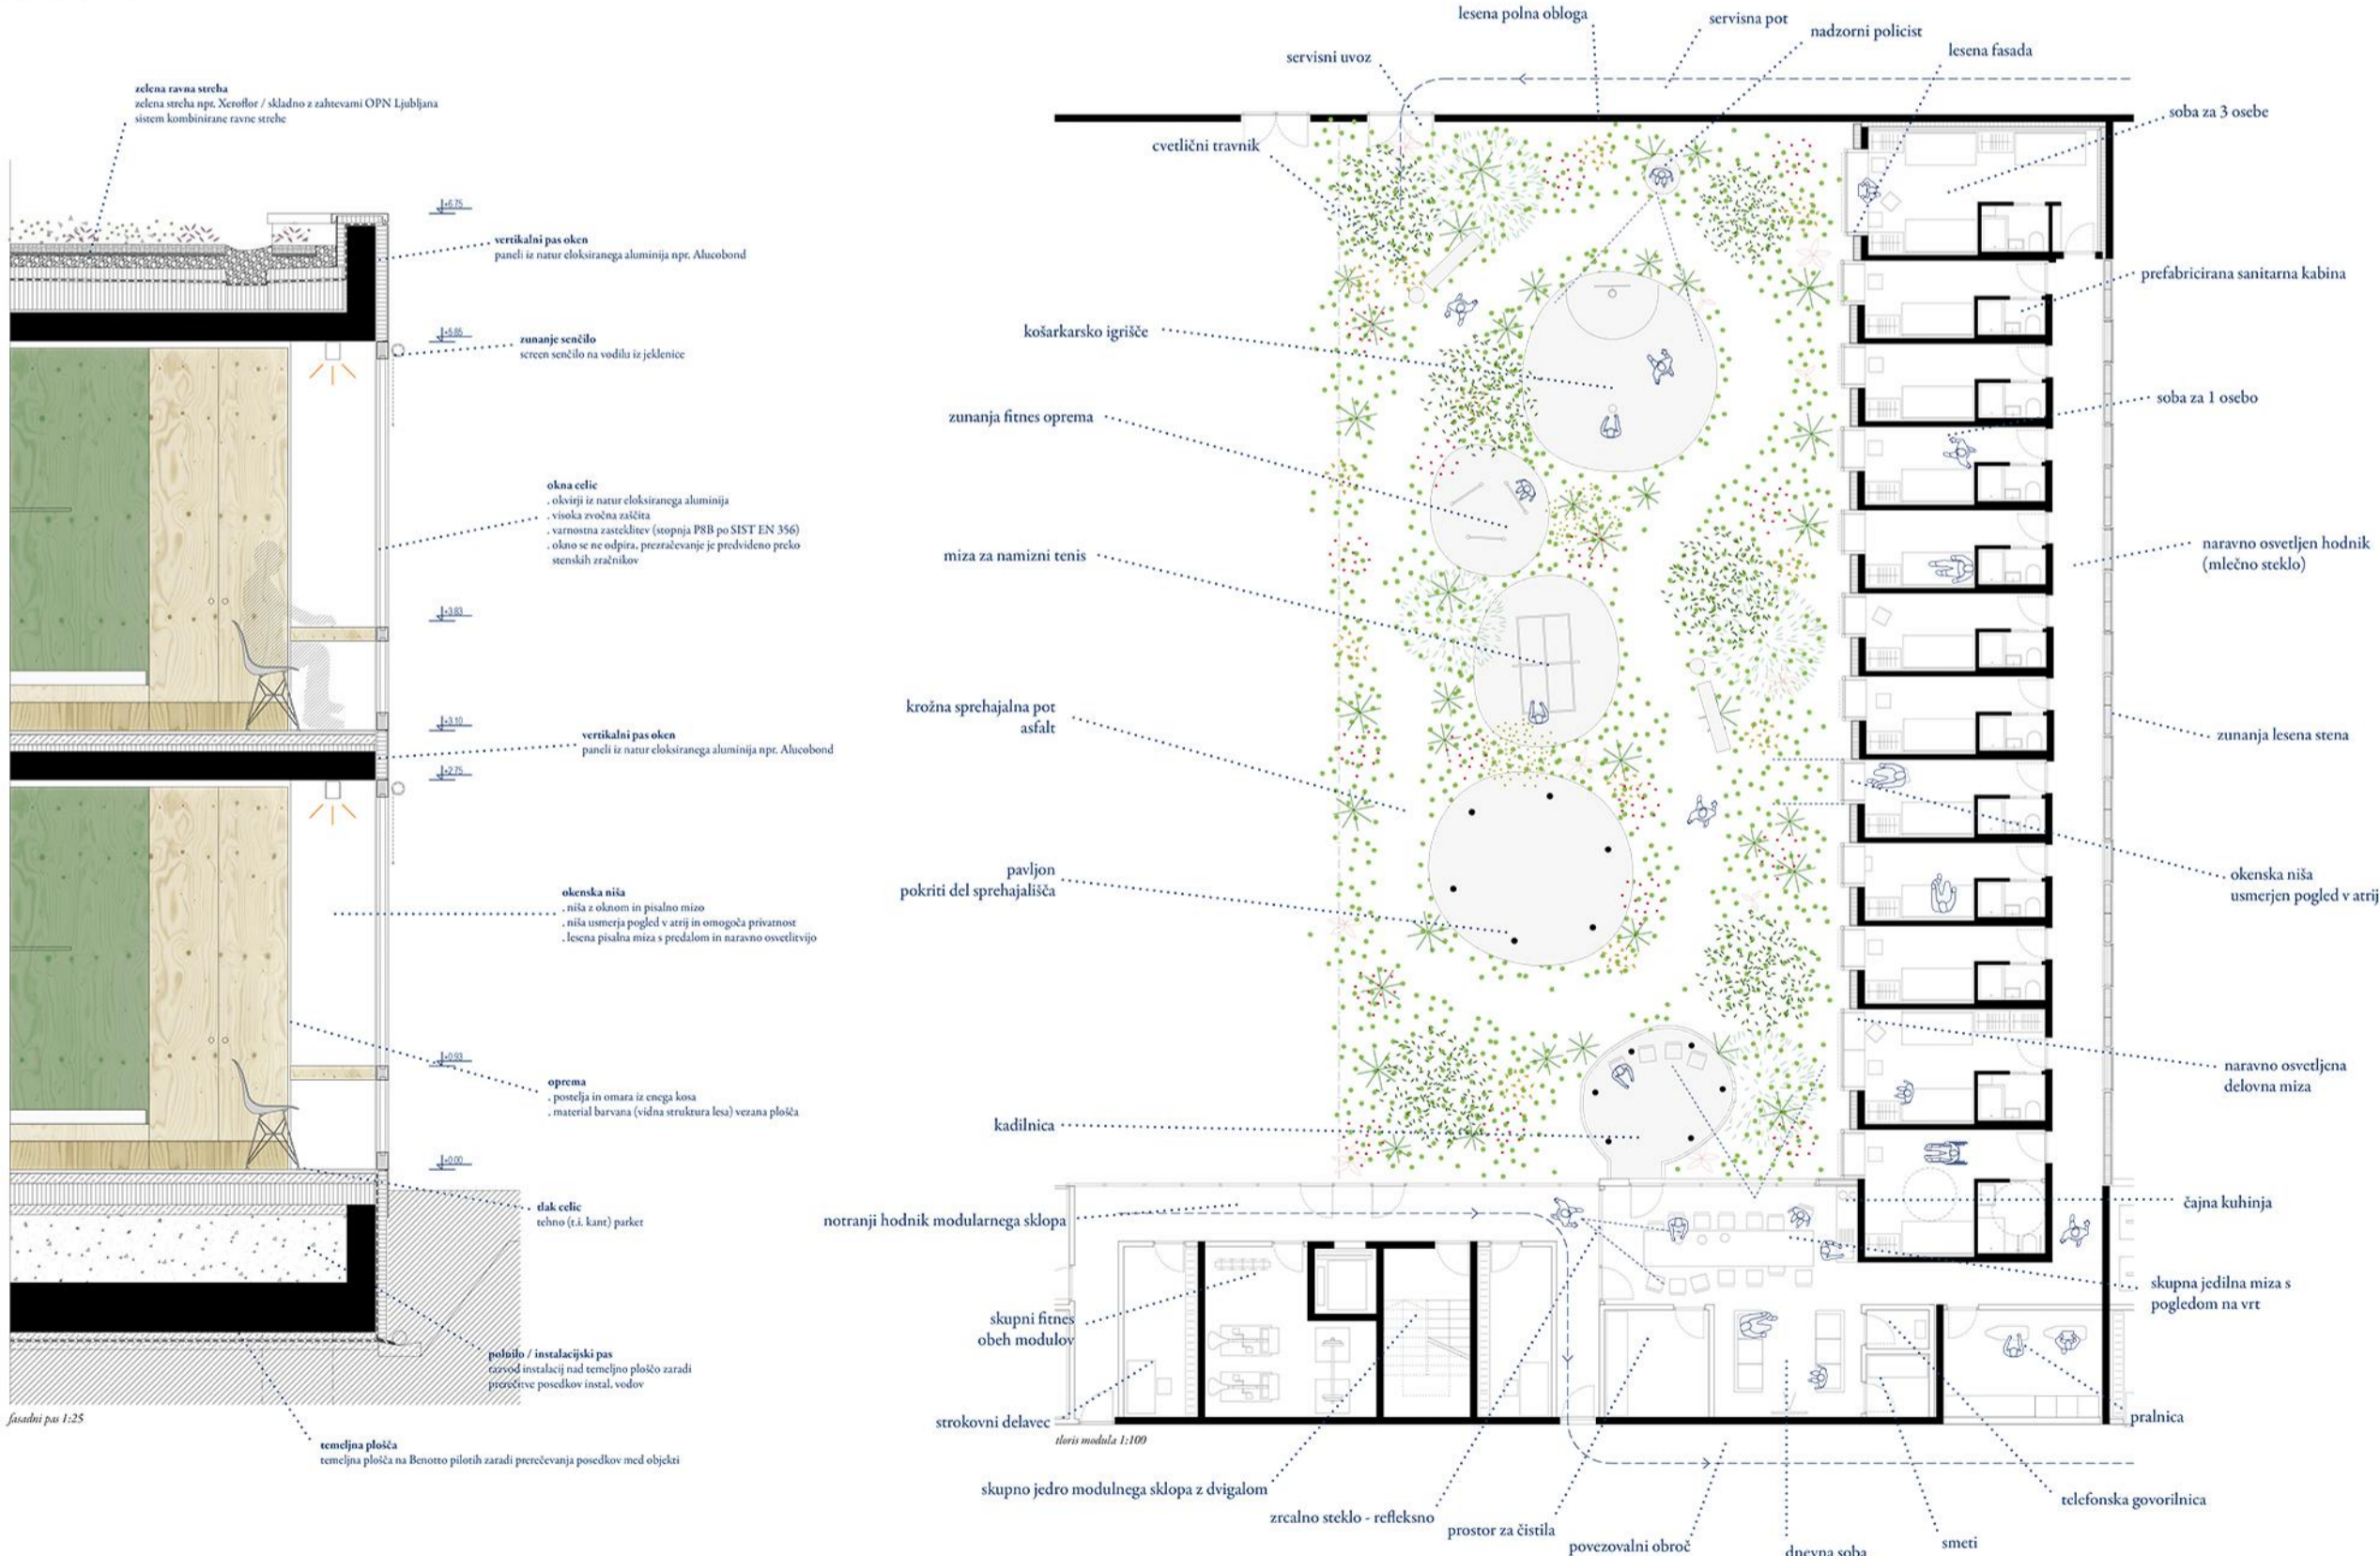 zelena ravna streha
zelena streha npr. Xeroflor / skladno z zahtevami OPN Ljubljana
sistem kombinirane ravne strehe
+6.75
vertikalni pas oken
paneli iz natur eloksiranega aluminija npr. Alucobond
+5.85
zunanje senčilo
screen senčilo na vodilu iz jeklenice
okna celic
. okvirji iz natur eloksiranega aluminija
. visoka zvočna zaščita
. varnostna zasteklitev (stopnja P8B po SIST EN 356)
. okno se ne odpira, prezračevanje je predvideno preko
stenskih zračnikov
+3.83
+3.10
vertikalni pas oken
paneli iz natur eloksiranega aluminija npr. Alucobond
+2.75
okenska niša
. niša z oknom in pisalno mizo
. niša usmerja pogled v atrij in omogoča privatnost
. lesena pisalna miza s predalom in naravno osvetlitvijo
+0.93
oprema
. postelja in omara iz enega kosa
. material barvana (vidna struktura lesa) vezana plošča
+0.00
tlak celic
tehno (t.i. kant) parket
polnilo / instalacijski pas
razvod instalacij nad temeljno ploščo zaradi
prerečitve posedkov instal. vodov
fasadni pas 1:25
temeljna plošča
temeljna plošča na Benotto pilotih zaradi prerečevanja posedkov med objekti
lesena polna obloga
servisna pot
nadzorni policist
servisni uvoz
lesena fasada
cvetlični travnik
soba za 3 osebe
prefabricirana sanitarna kabina
košarkarsko igrišče
soba za 1 osebo
zunanja fitnes oprema
miza za namizni tenis
naravno osvetljen hodnik
(mlečno steklo)
krožna sprehajalna pot
asfalt
zunanja lesena stena
pavljon
pokriti del sprehajališča
okenska niša
usmerjen pogled v atrij
naravno osvetljena
delovna miza
kadilnica
notranji hodnik modularnega sklopa
čajna kuhinja
skupni fitnes
obeh modulov
skupna jedilna miza s
pogledom na vrt
strokovni delavec
pralnica
tloris modula 1:100
skupno jedro modulnega sklopa z dvigalom
zrcalno steklo - refleksno
prostor za čistila
povezovalni obroč
dnevna soba
smeti
telefonska govorilnica